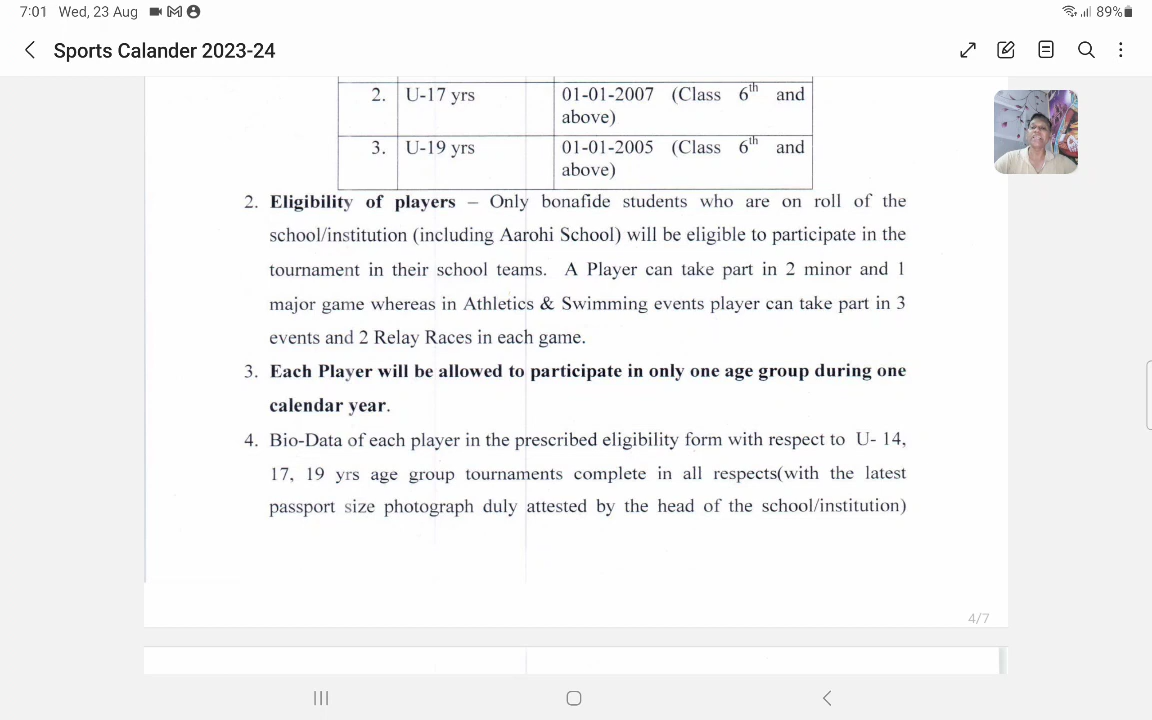 7:01 Wed, 23 Aug 89%
Sports Calander 2023-24
2. U-17 yrs 01-01-2007 (Class 6th and
above)
3. U-19 yrs 01-01-2005 (Class 6th and
above)
2. Eligibility of players – Only bonafide students who are on roll of the
school/institution (including Aarohi School) will be eligible to participate in the
tournament in their school teams. A Player can take part in 2 minor and 1
major game whereas in Athletics & Swimming events player can take part in 3
events and 2 Relay Races in each game.
3. Each Player will be allowed to participate in only one age group during one
calendar year.
4. Bio-Data of each player in the prescribed eligibility form with respect to U- 14,
17, 19 yrs age group tournaments complete in all respects(with the latest
passport size photograph duly attested by the head of the school/institution)
4/7